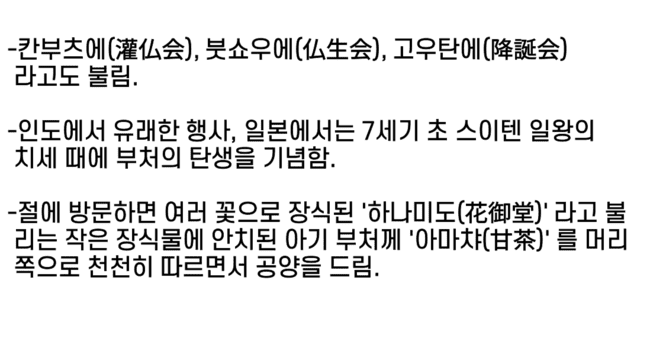 -칸부츠에(灌仏会), 붓쇼우에(仏生会), 고우탄에(降誕会)
라고도 불림.
-인도에서 유래한 행사, 일본에서는 7세기 초 스이텐 일왕의
치세 때에 부처의 탄생을 기념함.
-절에 방문하면 여러 꽃으로 장식된 '하나미도(花御堂)' 라고 불
리는 작은 장식물에 안치된 아기 부처께 '아마챠(甘茶)' 를 머리
쪽으로 천천히 따르면서 공양을 드림.